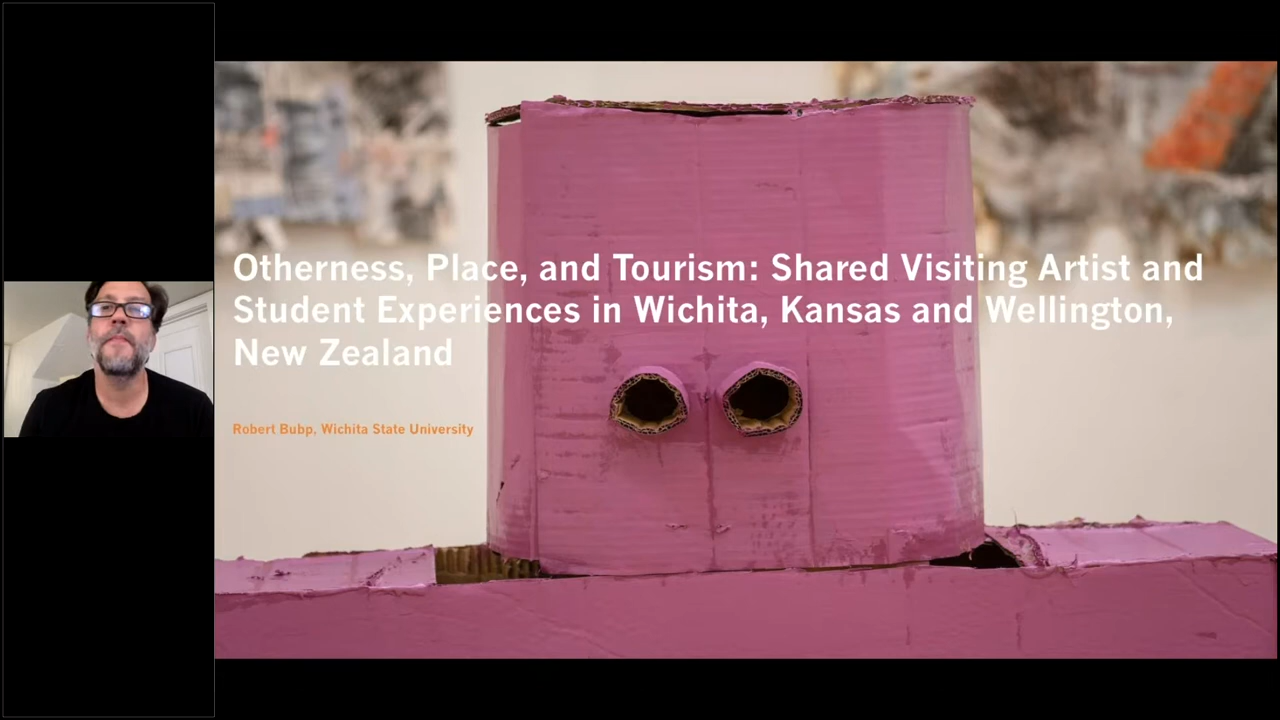 Otherness, Place, and Tourism: Shared Visiting Artist and
Student Experiences in Wichita, Kansas and Wellington,
New Zealand
Robert Bubp, Wichita State University